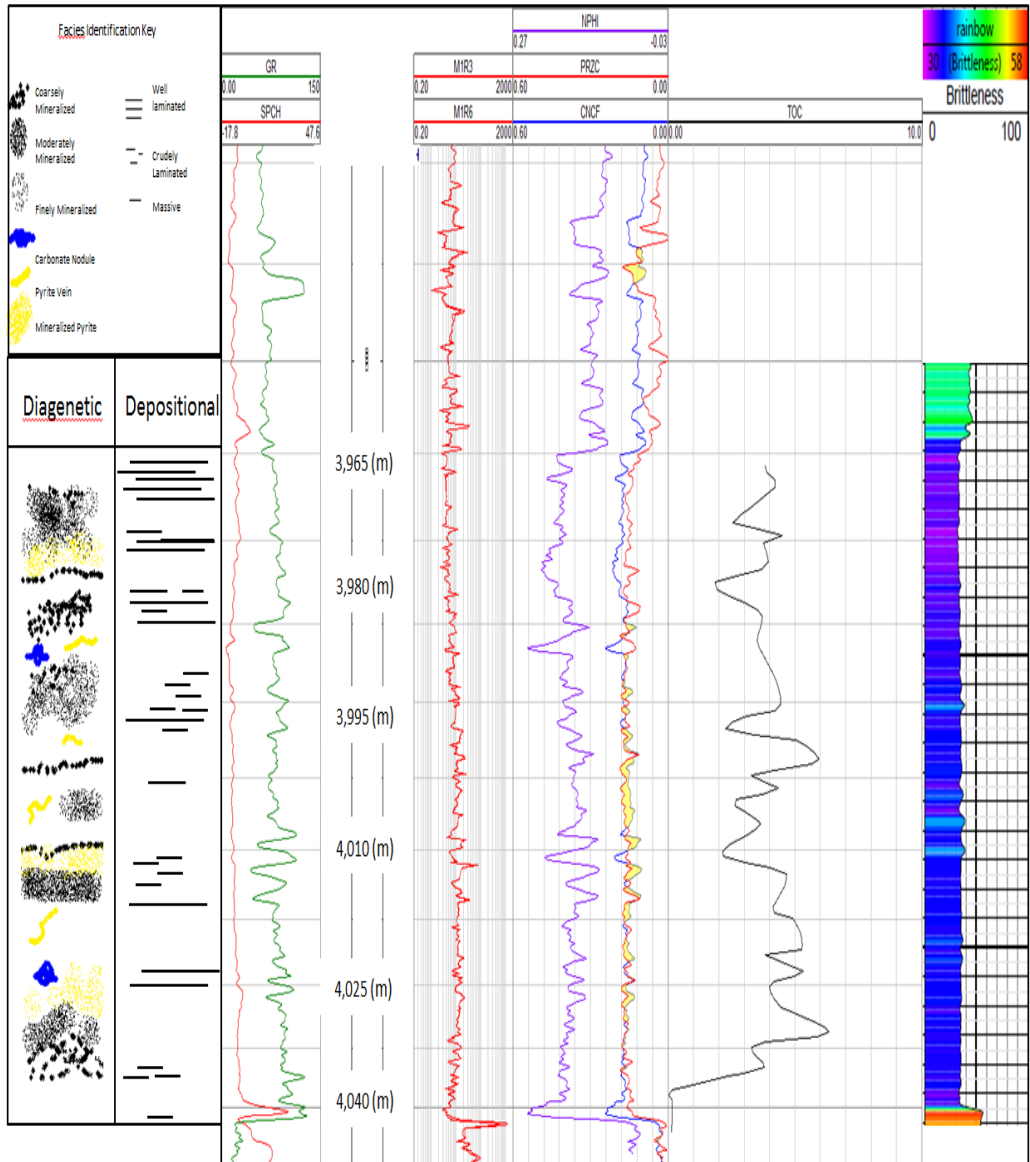 Facies Identification Key
Coarsely
Mineralized
Well
laminated
Moderately
Mineralized
Crudely
Laminated
Finely Mineralized
Massive
Carbonate Nodule
Pyrite Vein
Mineralized Pyrite
Diagenetic
Depositional
GR
0.00 150
SPCH
-17.8 47.6
M1R3
0.20 2000
M1R6
0.20 2000
NPHI
0.27 -0.03
PRZC
0.60 0.00
CNCF
0.60 0.00
TOC
0.00 10.0
rainbow
30 (Brittleness) 58
Brittleness
0 100
3,965 (m)
3,980 (m)
3,995 (m)
4,010 (m)
4,025 (m)
4,040 (m)